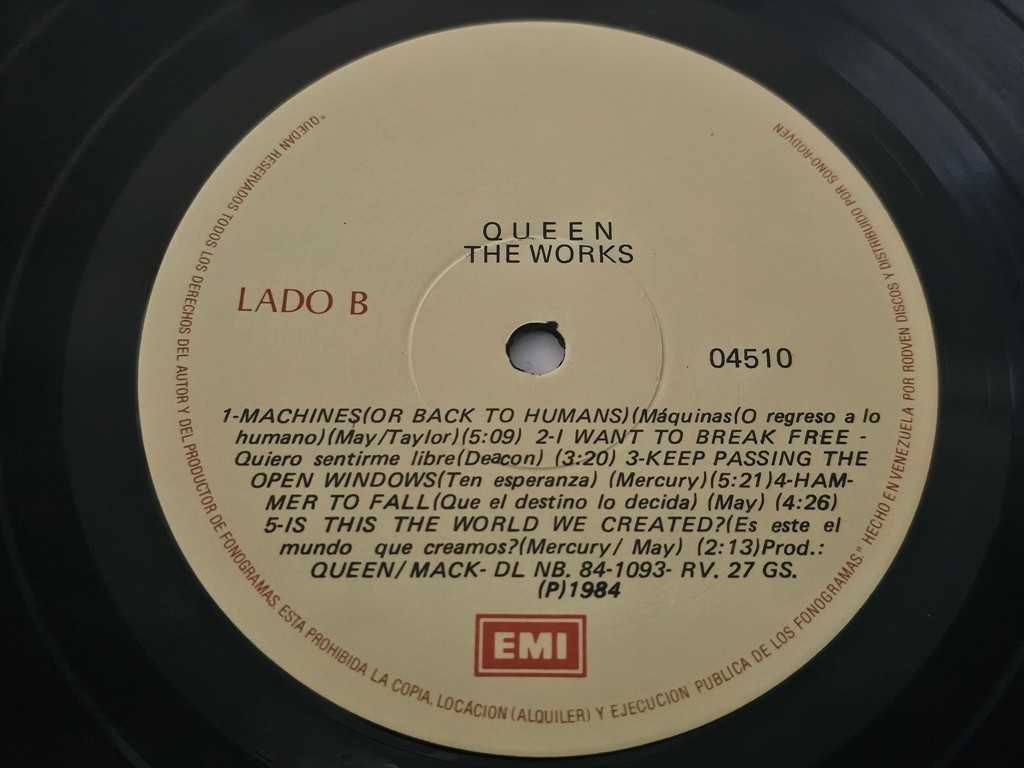 QUEEN
THE WORKS
LADO B
04510
1-MACHINES(OR BACK TO HUMANS)(Máquinas(O regreso a lo
humano)(May/Taylor)(5:09) 2-I WANT TO BREAK FREE -
Quiero sentirme libre(Deacon) (3:20) 3-KEEP PASSING THE
OPEN WINDOWS(Ten esperanza) (Mercury)(5:21)4-HAM-
MER TO FALL(Que el destino lo decida) (May) (4:26)
5-IS THIS THE WORLD WE CREATED?(Es este el
mundo que creamos?(Mercury/ May) (2:13)Prod.:
QUEEN/MACK- DL NB. 84-1093- RV. 27 GS.
(P)1984
EMI
"QUEDAN RESERVADOS TODOS LOS DERECHOS DEL AUTOR Y DEL PRODUCTOR DE FONOGRAMAS. ESTA PROHIBIDA LA COPIA, LOCACION (ALQUILER) Y EJECUCION PUBLICA DE LOS FONOGRAMAS." HECHO EN VENEZUELA POR RODVEN DISCOS Y DISTRIBUIDO POR SONO-RODVEN